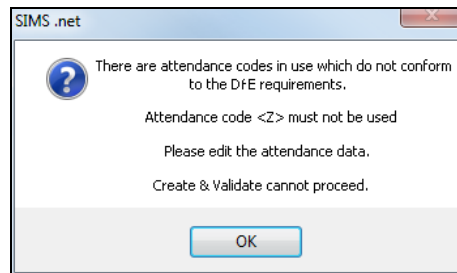 SIMS .net
There are attendance codes in use which do not conform
to the DfE requirements.
Attendance code <Z> must not be used
Please edit the attendance data.
Create & Validate cannot proceed.
OK